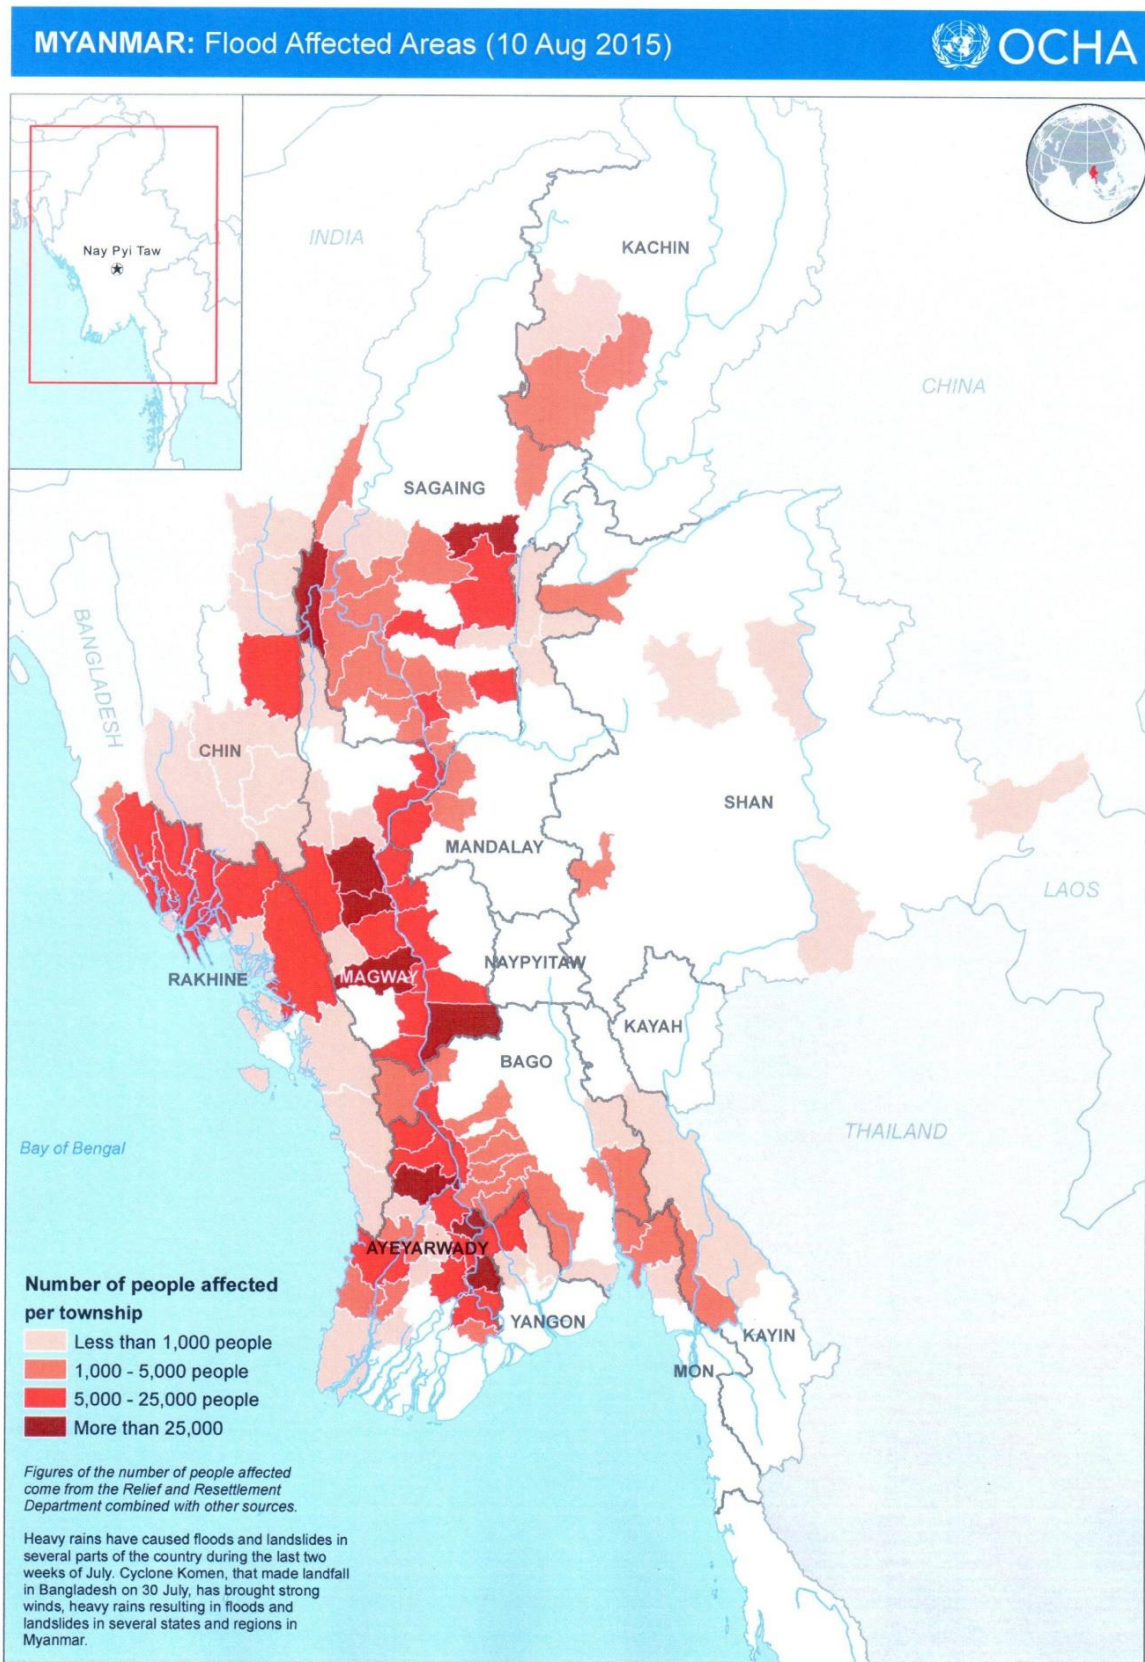 MYANMAR: Flood Affected Areas (10 Aug 2015)
OCHA
Nay Pyi Taw
INDIA
KACHIN
CHINA
SAGAING
BANGLADESH
CHIN
SHAN
MANDALAY
LAOS
NAYPYITAW
RAKHINE
MAGWAY
KAYAH
BAGO
THAILAND
Bay of Bengal
AYEYARWADY
YANGON
KAYIN
MON
Number of people affected
per township
Less than 1,000 people
1,000 - 5,000 people
5,000 - 25,000 people
More than 25,000
Figures of the number of people affected
come from the Relief and Resettlement
Department combined with other sources.
Heavy rains have caused floods and landslides in
several parts of the country during the last two
weeks of July. Cyclone Komen, that made landfall
in Bangladesh on 30 July, has brought strong
winds, heavy rains resulting in floods and
landslides in several states and regions in
Myanmar.